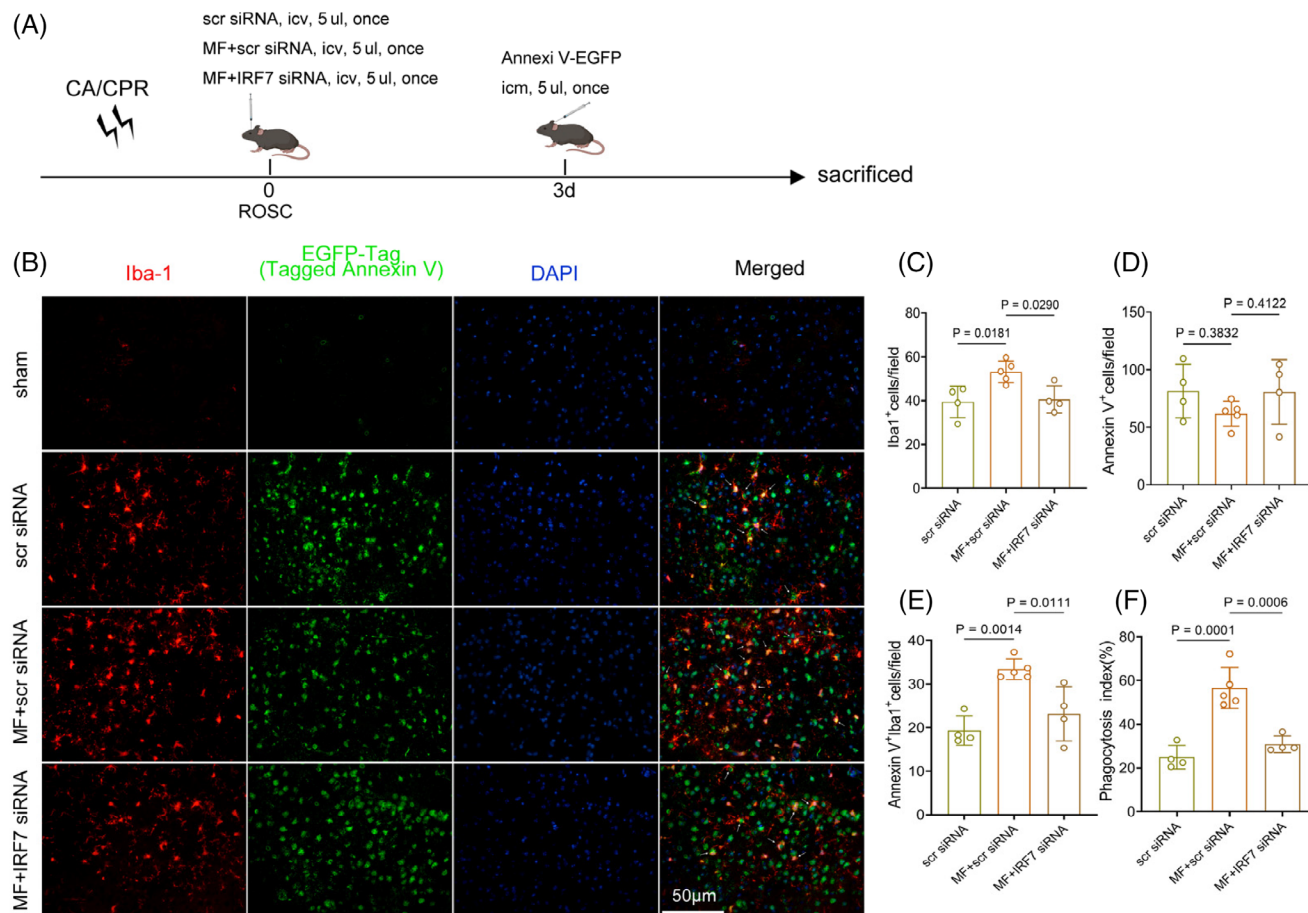 (A)
scr siRNA, icv, 5 ul, once
MF+scr siRNA, icv, 5 ul, once
MF+IRF7 siRNA, icv, 5 ul, once
Annexi V-EGFP
icm, 5 ul, once
CA/CPR
sacrificed
0
ROSC
3d
(B)
Iba-1
EGFP-Tag
(Tagged Annexin V)
DAPI
Merged
sham
scr siRNA
MF+scr siRNA
MF+IRF7 siRNA
50μm
(C)
P = 0.0290
P = 0.0181
Iba1⁺cells/field
80
60
40
20
0
scr siRNA
MF+scr siRNA
MF+IRF7 siRNA
(D)
P = 0.4122
P = 0.3832
Annexin V⁺cells/field
150
100
50
0
scr siRNA
MF+scr siRNA
MF+IRF7 siRNA
(E)
P = 0.0111
P = 0.0014
Annexin V⁺Iba1⁺cells/field
40
30
20
10
0
scr siRNA
MF+scr siRNA
MF+IRF7 siRNA
(F)
P = 0.0006
P = 0.0001
Phagocytosis index(%)
80
60
40
20
0
scr siRNA
MF+scr siRNA
MF+IRF7 siRNA